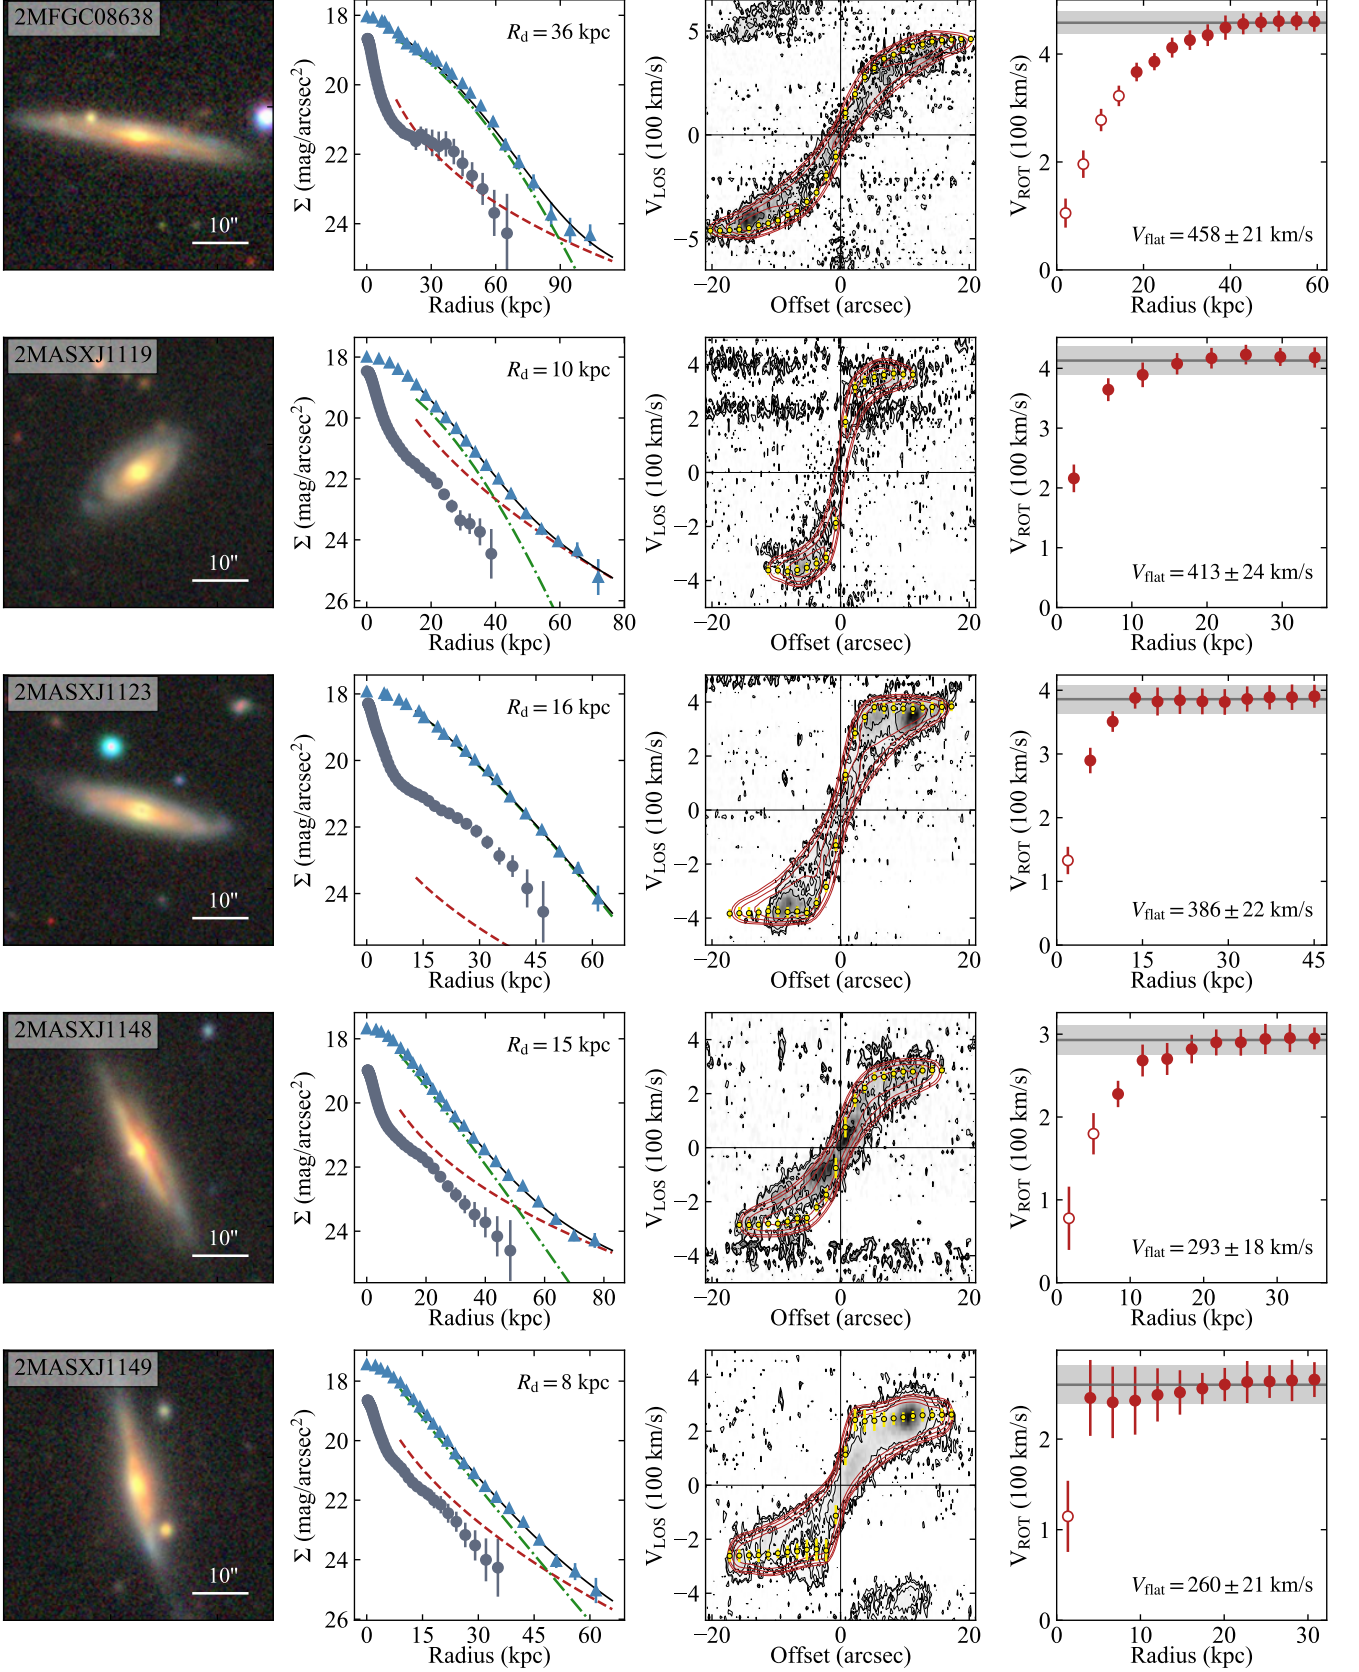 2MFGC08638
10"
18
20
22
24
Σ (mag/arcsec²)
R_d = 36 kpc
0 30 60 90
Radius (kpc)
5
0
−5
V_LOS (100 km/s)
−20 0 20
Offset (arcsec)
4
2
0
V_ROT (100 km/s)
V_flat = 458 ± 21 km/s
0 10 20 30 40 50 60
Radius (kpc)
2MASXJ1119
10"
18
20
22
24
26
Σ (mag/arcsec²)
R_d = 10 kpc
0 20 40 60 80
Radius (kpc)
4
2
0
−2
−4
V_LOS (100 km/s)
−20 0 20
Offset (arcsec)
4
3
2
1
0
V_ROT (100 km/s)
V_flat = 413 ± 24 km/s
0 10 20 30
Radius (kpc)
2MASXJ1123
10"
18
20
22
24
Σ (mag/arcsec²)
R_d = 16 kpc
0 15 30 45 60
Radius (kpc)
4
2
0
−2
−4
V_LOS (100 km/s)
−20 0 20
Offset (arcsec)
4
3
2
1
0
V_ROT (100 km/s)
V_flat = 386 ± 22 km/s
0 15 30 45
Radius (kpc)
2MASXJ1148
10"
18
20
22
24
Σ (mag/arcsec²)
R_d = 15 kpc
0 20 40 60 80
Radius (kpc)
4
2
0
−2
−4
V_LOS (100 km/s)
−20 0 20
Offset (arcsec)
3
2
1
0
V_ROT (100 km/s)
V_flat = 293 ± 18 km/s
0 10 20 30
Radius (kpc)
2MASXJ1149
10"
18
20
22
24
26
Σ (mag/arcsec²)
R_d = 8 kpc
0 15 30 45 60
Radius (kpc)
4
2
0
−2
−4
V_LOS (100 km/s)
−20 0 20
Offset (arcsec)
2
1
0
V_ROT (100 km/s)
V_flat = 260 ± 21 km/s
0 10 20 30
Radius (kpc)